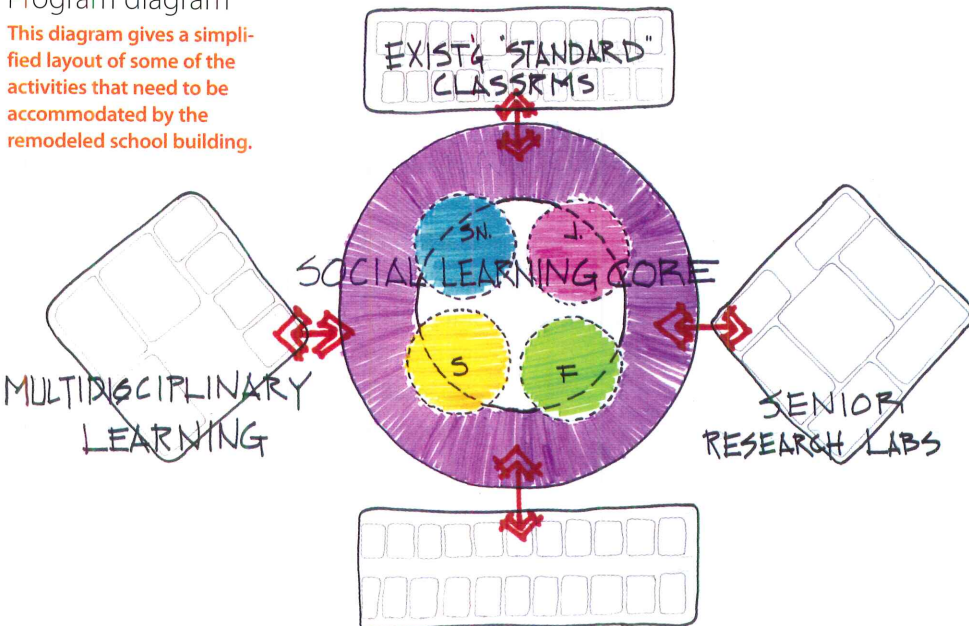 Program diagram
This diagram gives a simpli-
fied layout of some of the
activities that need to be
accommodated by the
remodeled school building.
EXIST'G "STANDARD"
CLASSRMS
SN. J.
SOCIAL LEARNING CORE
S F
MULTIDISCIPLINARY
LEARNING
SENIOR
RESEARCH LABS